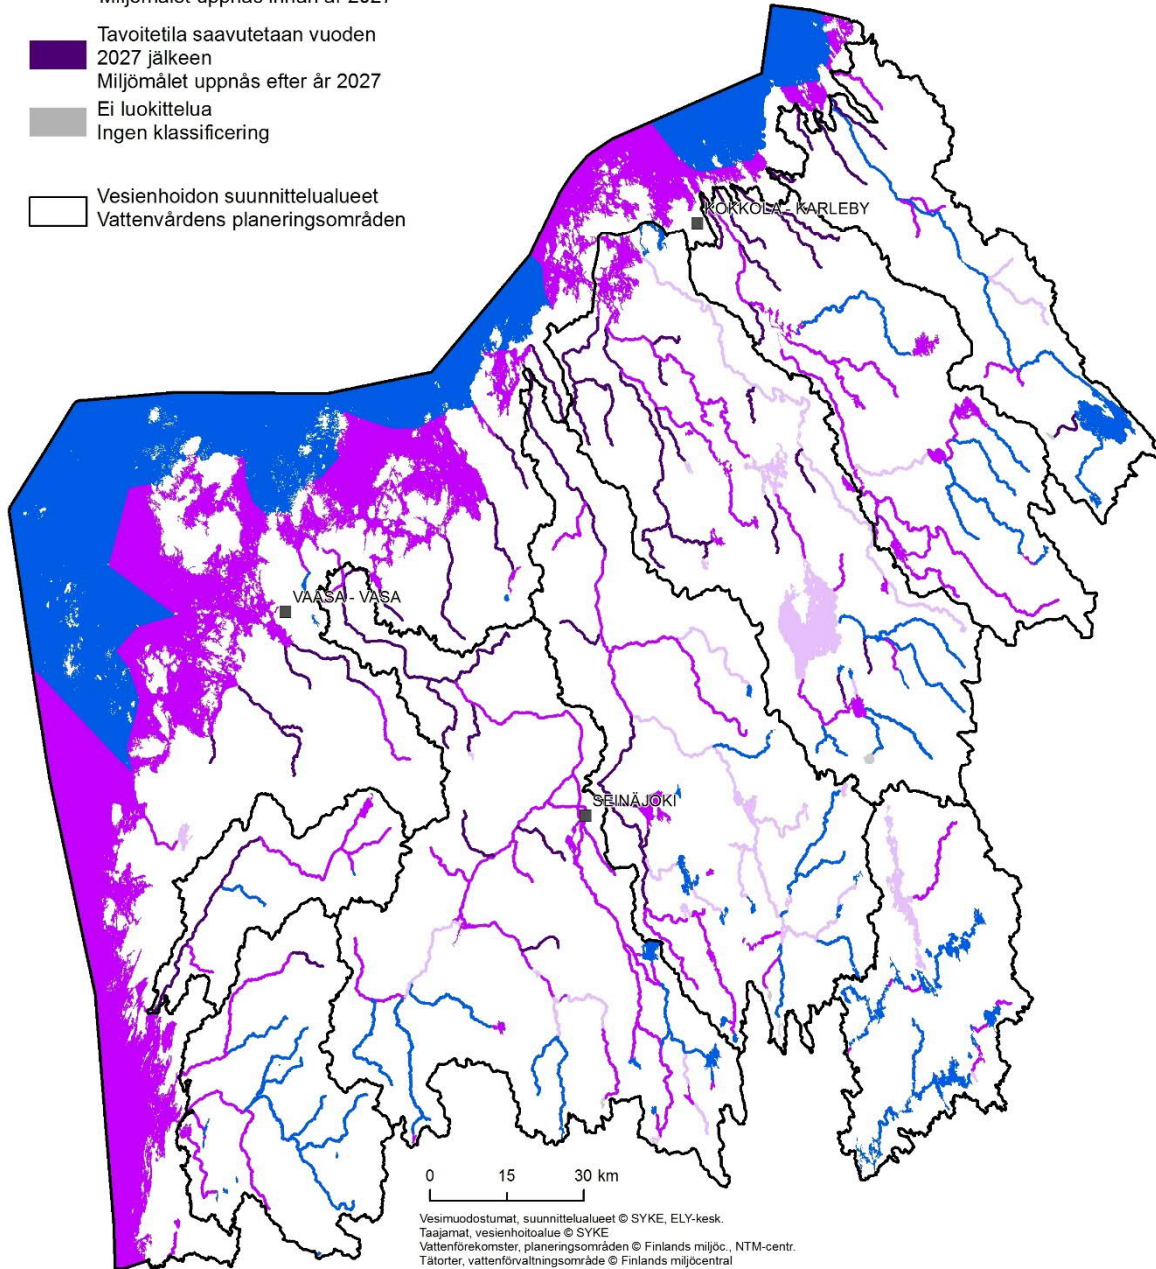 Miljömålet uppnås innan år 2027
Tavoitetila saavutetaan vuoden
2027 jälkeen
Miljömålet uppnås efter år 2027
Ei luokittelua
Ingen klassificering
Vesienhoidon suunnittelualueet
Vattenvårdens planeringsområden
KOKKOLA - KARLEBY
VAASA - VASA
SEINÄJOKI
0 15 30 km
Vesimuodostumat, suunnittelualueet © SYKE, ELY-kesk.
Taajamat, vesienhoitoalue © SYKE
Vattenförekomster, planeringsområden © Finlands miljöc., NTM-centr.
Tätorter, vattenförvaltningsområde © Finlands miljöcentral